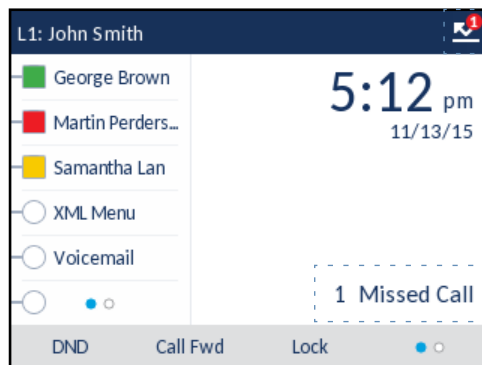 L1: John Smith
1
George Brown
Martin Perders...
Samantha Lan
XML Menu
Voicemail
5:12 pm
11/13/15
1 Missed Call
DND Call Fwd Lock